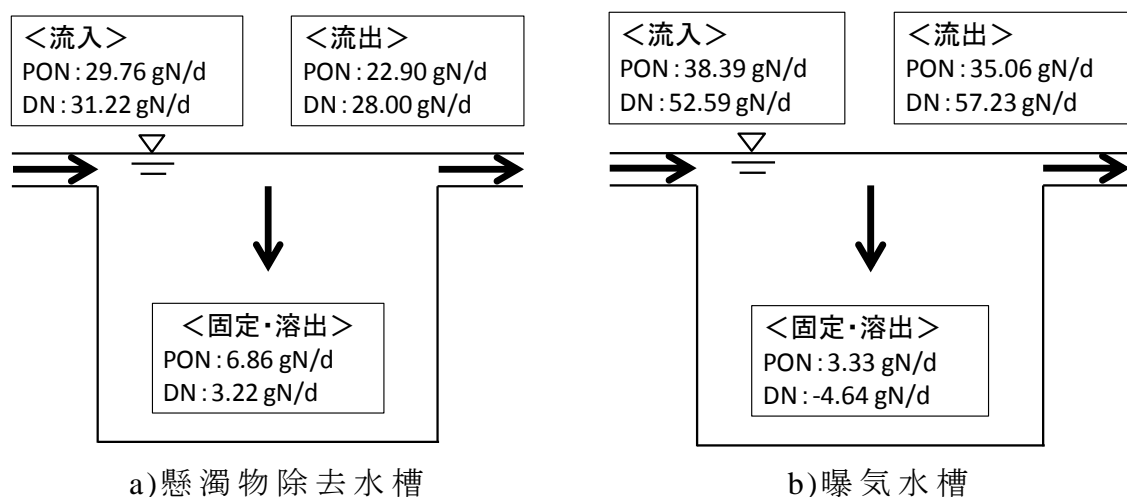 <流入>
PON : 29.76 gN/d
DN : 31.22 gN/d
<流出>
PON : 22.90 gN/d
DN : 28.00 gN/d
<固定・溶出>
PON : 6.86 gN/d
DN : 3.22 gN/d
a)懸濁物除去水槽
<流入>
PON : 38.39 gN/d
DN : 52.59 gN/d
<流出>
PON : 35.06 gN/d
DN : 57.23 gN/d
<固定・溶出>
PON : 3.33 gN/d
DN : -4.64 gN/d
b)曝気水槽